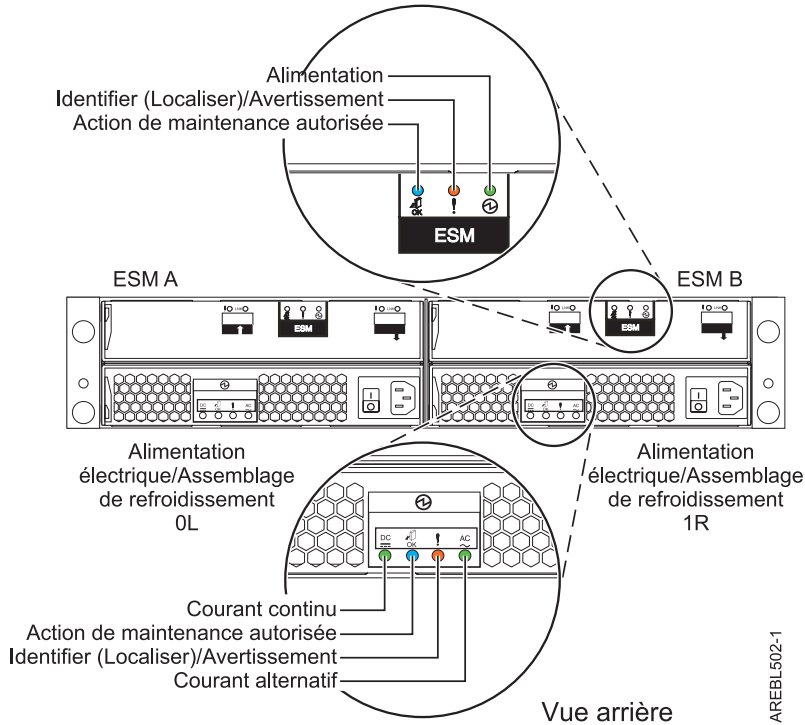 Alimentation
Identifier (Localiser)/Avertissement
Action de maintenance autorisée
OK
!
ESM
ESM A
ESM B
ESM
ESM
Alimentation
électrique/Assemblage
de refroidissement
0L
Alimentation
électrique/Assemblage
de refroidissement
1R
DC
OK
!
AC
Courant continu
Action de maintenance autorisée
Identifier (Localiser)/Avertissement
Courant alternatif
Vue arrière
AREBL502-1